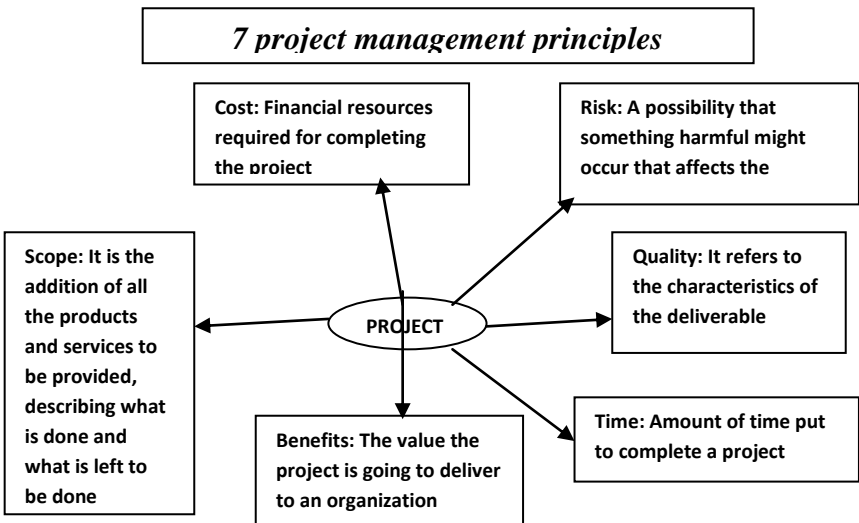 7 project management principles
Cost: Financial resources
required for completing
the project
Risk: A possibility that
something harmful might
occur that affects the
Scope: It is the
addition of all
the products
and services to
be provided,
describing what
is done and
what is left to
be done
Quality: It refers to
the characteristics of
the deliverable
PROJECT
Benefits: The value the
project is going to deliver
to an organization
Time: Amount of time put
to complete a project